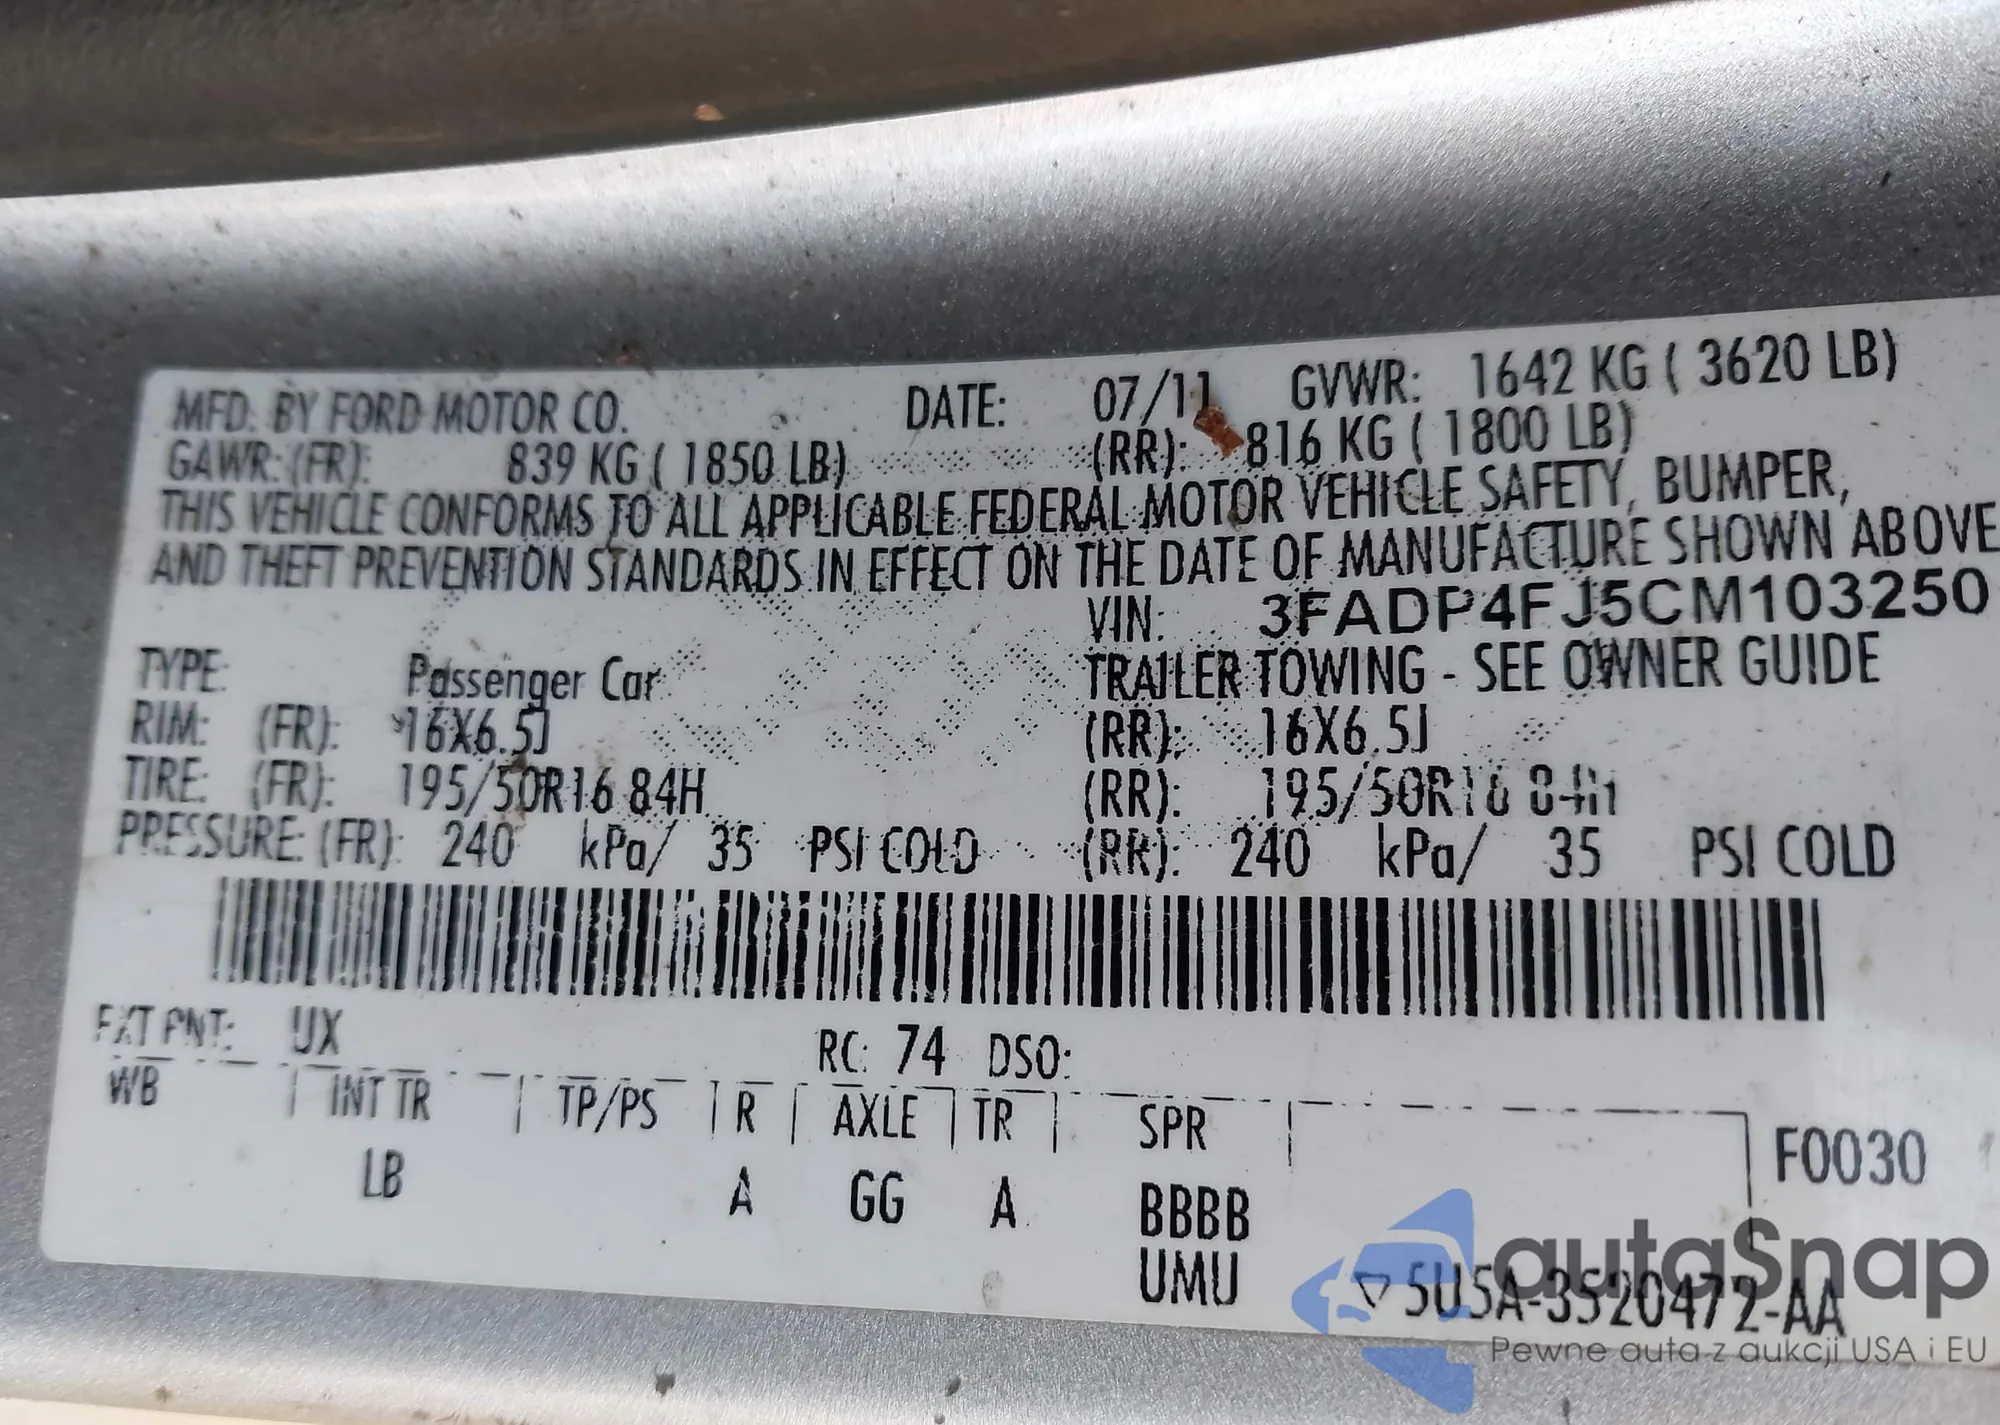 MFD. BY FORD MOTOR CO. DATE: 07/11 GVWR: 1642 KG ( 3620 LB)
GAWR: (FR): 839 KG ( 1850 LB) (RR): 816 KG ( 1800 LB)
THIS VEHICLE CONFORMS TO ALL APPLICABLE FEDERAL MOTOR VEHICLE SAFETY, BUMPER,
AND THEFT PREVENTION STANDARDS IN EFFECT ON THE DATE OF MANUFACTURE SHOWN ABOVE
VIN: 3FADP4FJ5CM103250
TYPE: Passenger Car TRAILER TOWING - SEE OWNER GUIDE
RIM: (FR): 16X6.5J (RR): 16X6.5J
TIRE: (FR): 195/50R16 84H (RR): 195/50R16 84H
PRESSURE: (FR): 240 kPa/ 35 PSI COLD (RR): 240 kPa/ 35 PSI COLD
EXT PNT: UX RC: 74 DSO:
WB INT TR TP/PS R AXLE TR SPR F0030
LB A GG A BBBB
UMU
▽ 5U5A-3520472-AA
autaSnap
Pewne auta z aukcji USA i EU